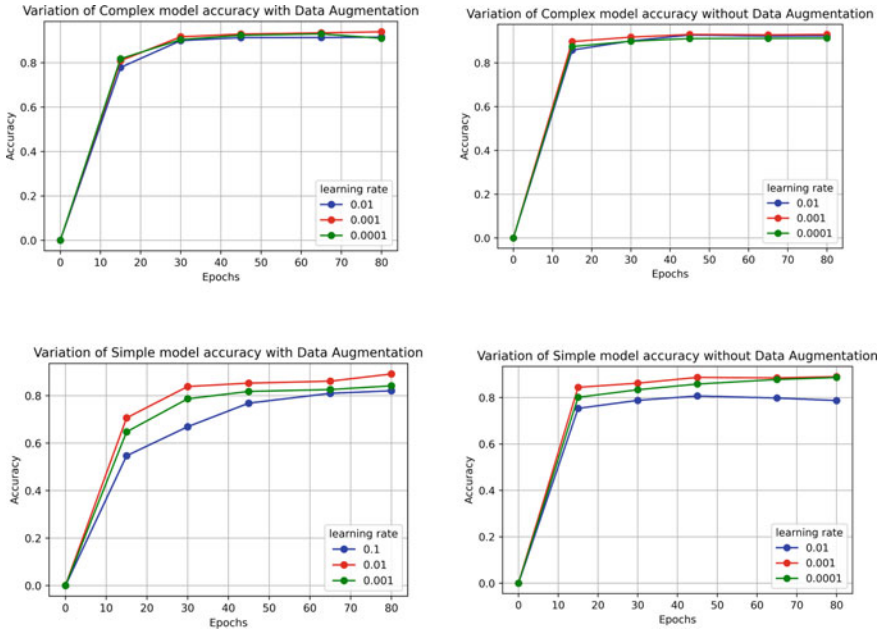 Variation of Complex model accuracy with Data Augmentation
0.8
0.6
0.4
0.2
0.0
Accuracy
learning rate
0.01
0.001
0.0001
0 10 20 30 40 50 60 70 80
Epochs
Variation of Complex model accuracy without Data Augmentation
0.8
0.6
0.4
0.2
0.0
Accuracy
learning rate
0.01
0.001
0.0001
0 10 20 30 40 50 60 70 80
Epochs
Variation of Simple model accuracy with Data Augmentation
0.8
0.6
0.4
0.2
0.0
Accuracy
learning rate
0.1
0.01
0.001
0 10 20 30 40 50 60 70 80
Epochs
Variation of Simple model accuracy without Data Augmentation
0.8
0.6
0.4
0.2
0.0
Accuracy
learning rate
0.01
0.001
0.0001
0 10 20 30 40 50 60 70 80
Epochs